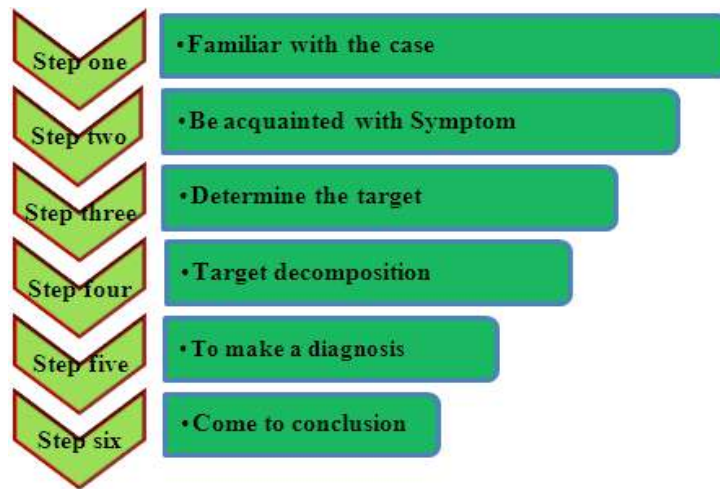 Step one
•Familiar with the case
Step two
•Be acquainted with Symptom
Step three
•Determine the target
Step four
•Target decomposition
Step five
•To make a diagnosis
Step six
•Come to conclusion